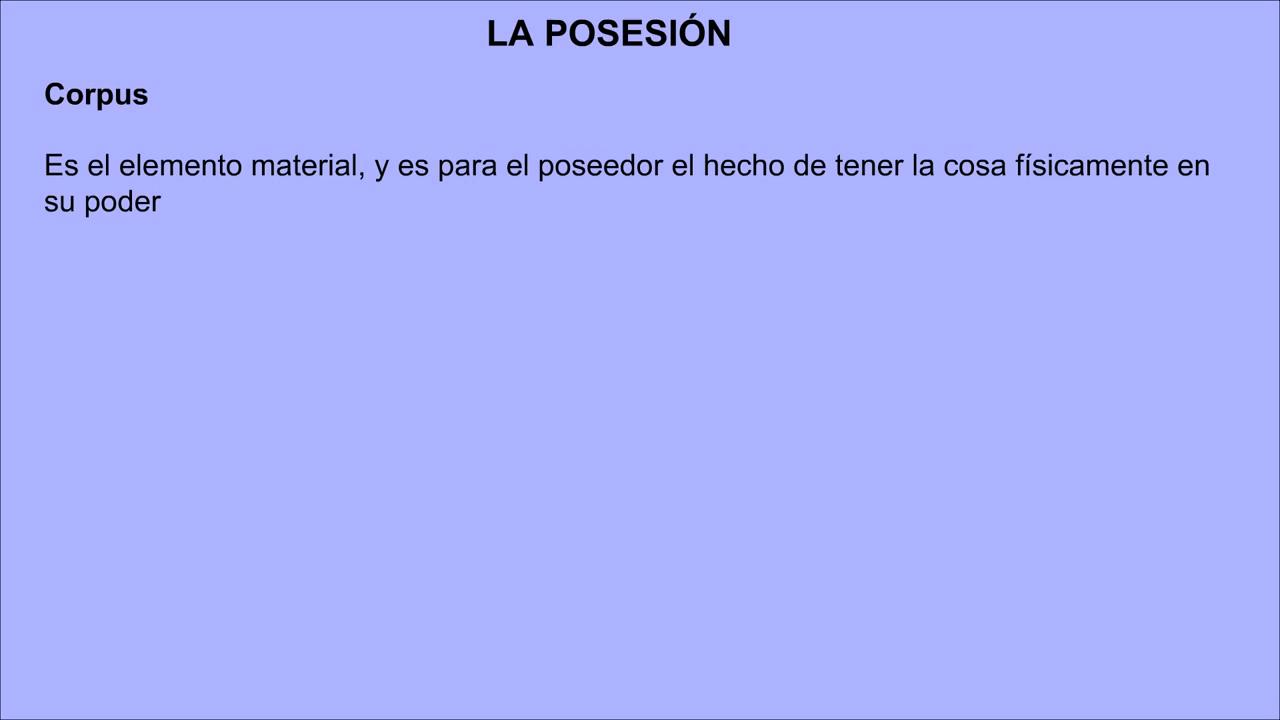 LA POSESIÓN
Corpus
Es el elemento material, y es para el poseedor el hecho de tener la cosa físicamente en
su poder